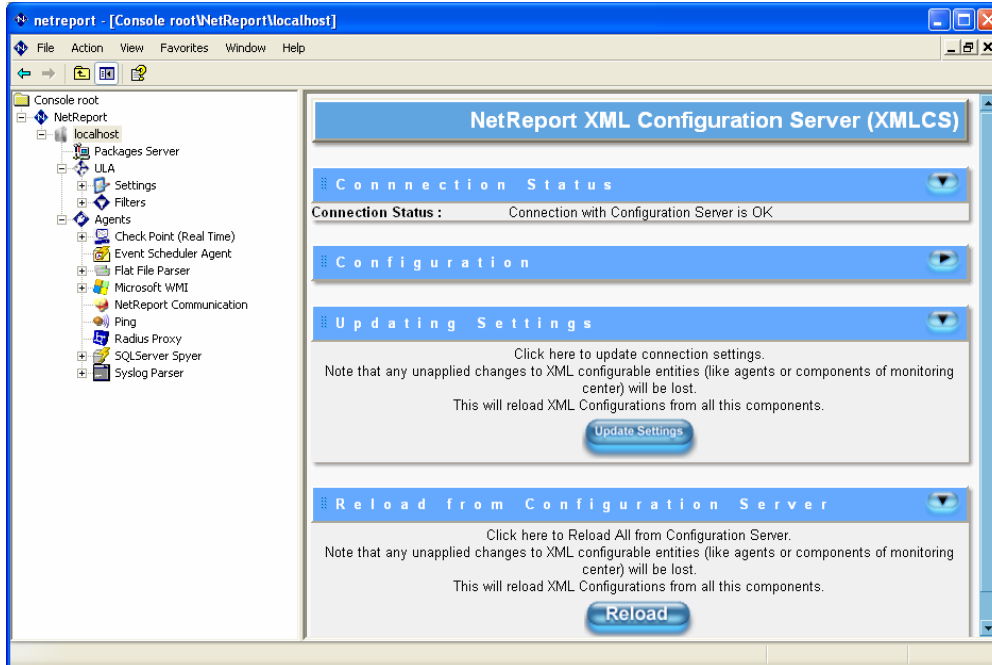 netreport - [Console root\NetReport\localhost]
File Action View Favorites Window Help
Console root
NetReport
localhost
Packages Server
ULA
Settings
Filters
Agents
Check Point (Real Time)
Event Scheduler Agent
Flat File Parser
Microsoft WMI
NetReport Communication
Ping
Radius Proxy
SQLServer Spyer
Syslog Parser
NetReport XML Configuration Server (XMLCS)
Connnection Status
Connection Status : Connection with Configuration Server is OK
Configuration
Updating Settings
Click here to update connection settings.
Note that any unapplied changes to XML configurable entities (like agents or components of monitoring
center) will be lost.
This will reload XML Configurations from all this components.
Update Settings
Reload from Configuration Server
Click here to Reload All from Configuration Server.
Note that any unapplied changes to XML configurable entities (like agents or components of monitoring
center) will be lost.
This will reload XML Configurations from all this components.
Reload